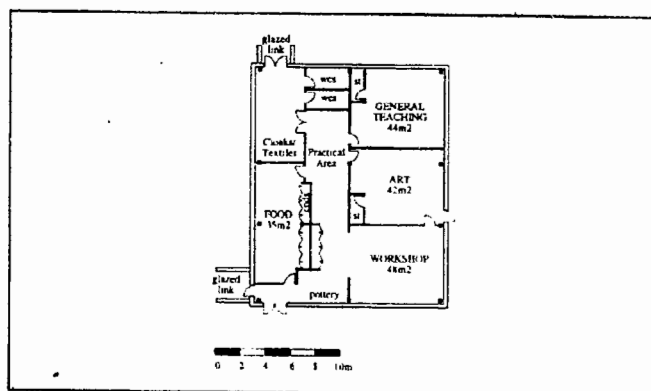 glazed
link
wcs
wcs
st
GENERAL
TEACHING
44m2
Cloaks/
Textiles
Practical
Area
ART
42m2
FOOD
35m2
st
WORKSHOP
48m2
glazed
link
pottery
0 2 4 6 8 10m